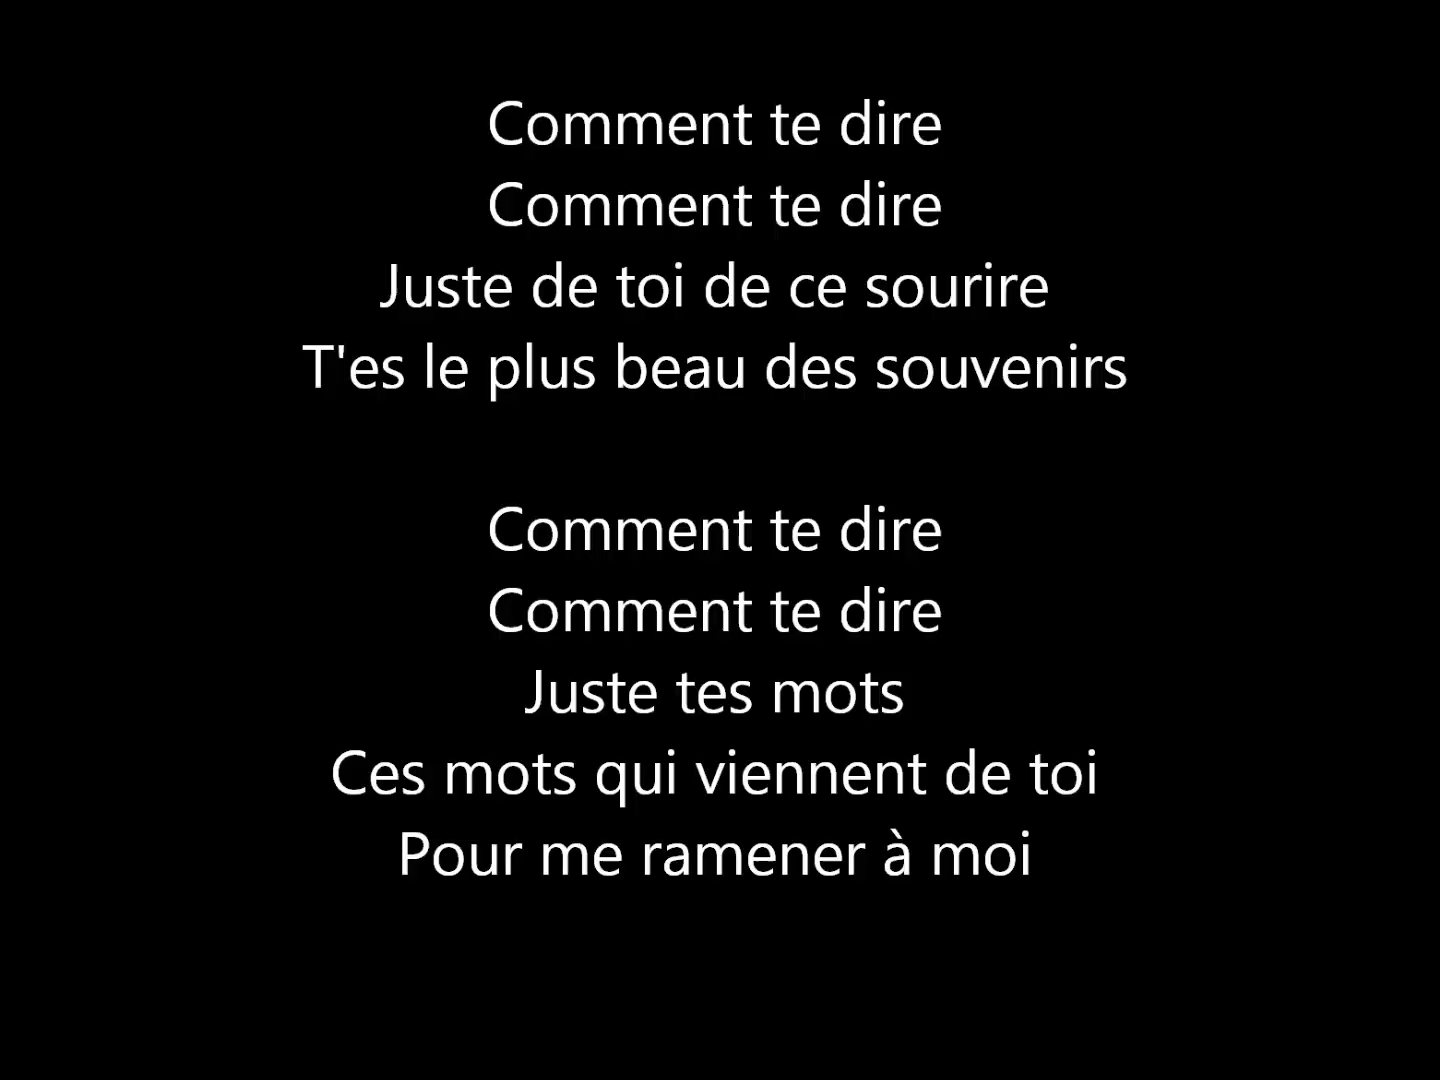 Comment te dire
Comment te dire
Juste de toi de ce sourire
T'es le plus beau des souvenirs
Comment te dire
Comment te dire
Juste tes mots
Ces mots qui viennent de toi
Pour me ramener à moi